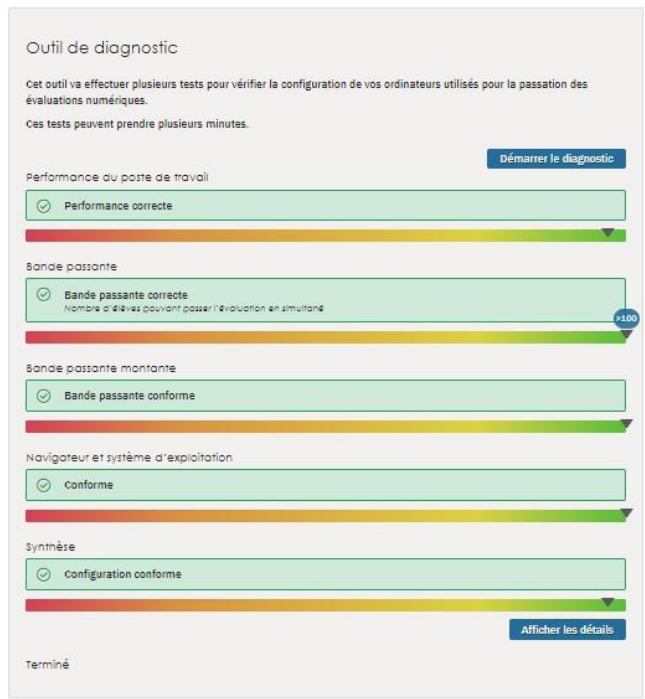 Outil de diagnostic
Cet outil va effectuer plusieurs tests pour vérifier la configuration de vos ordinateurs utilisés pour la passation des
évaluations numériques.
Ces tests peuvent prendre plusieurs minutes.
Démarrer le diagnostic
Performance du poste de travail
Performance correcte
Bande passante
Bande passante correcte
Nombre d'élèves pouvant passer l'évaluation en simultané
>100
Bande passante montante
Bande passante conforme
Navigateur et système d'exploitation
Conforme
Synthèse
Configuration conforme
Afficher les détails
Terminé